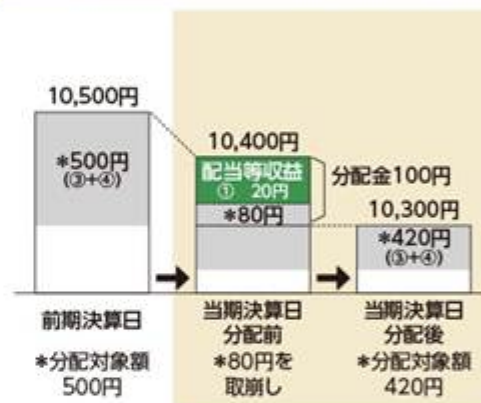 10,500円
*500円
(③+④)
10,400円
配当等収益
① 20円
*80円
分配金100円
10,300円
*420円
(③+④)
前期決算日
当期決算日
分配前
当期決算日
分配後
*分配対象額
500円
*80円を
取崩し
*分配対象額
420円